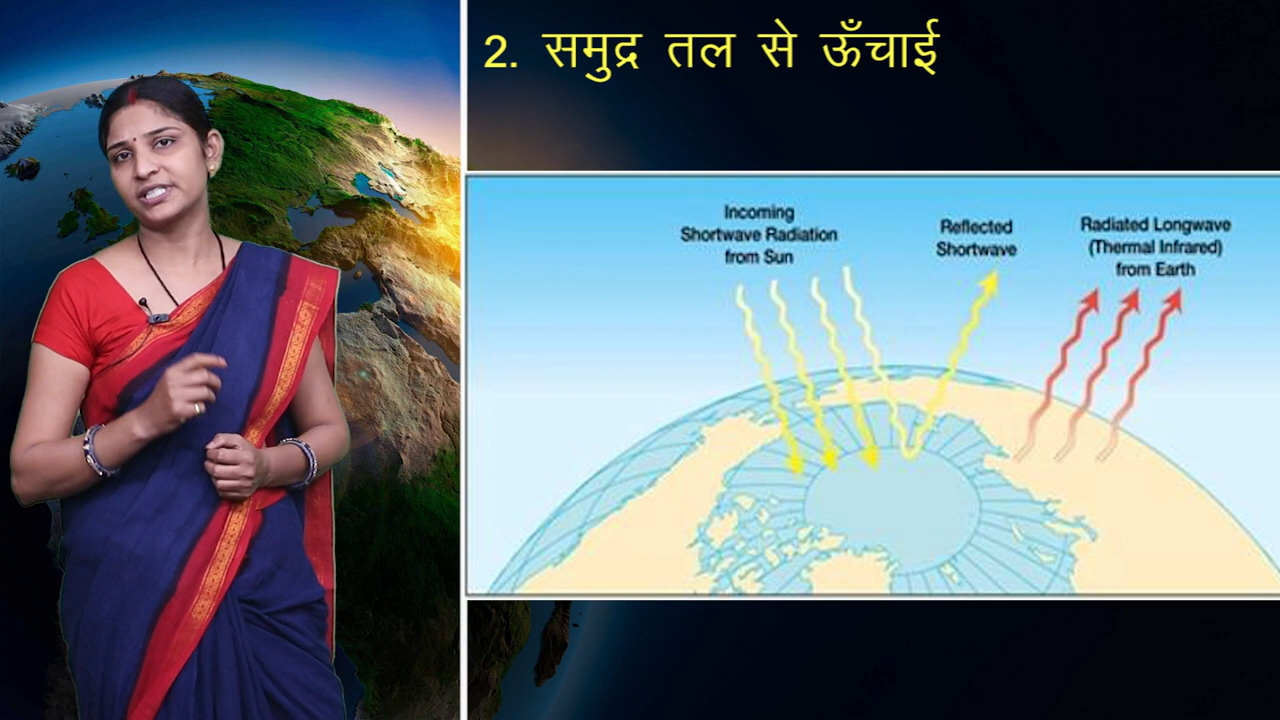 2. समुद्र तल से ऊँचाई
Incoming
Shortwave Radiation
from Sun
Reflected
Shortwave
Radiated Longwave
(Thermal Infrared)
from Earth